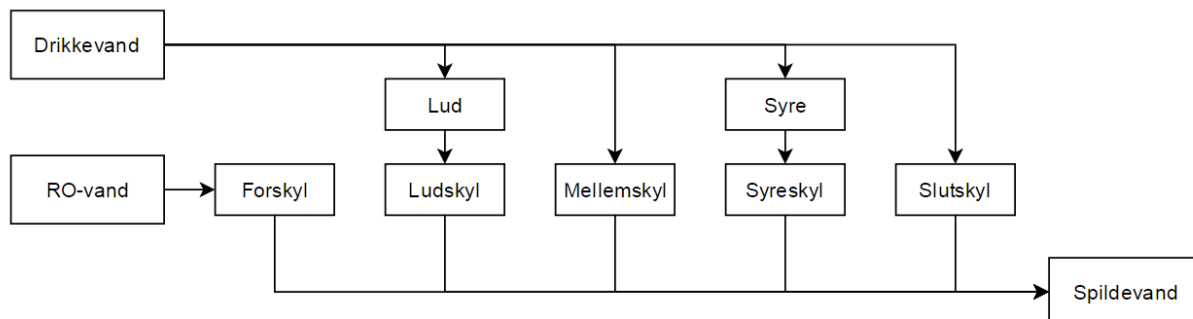 Drikkevand
Lud
Syre
RO-vand
Forskyl
Ludskyl
Mellemskyl
Syreskyl
Slutskyl
Spildevand